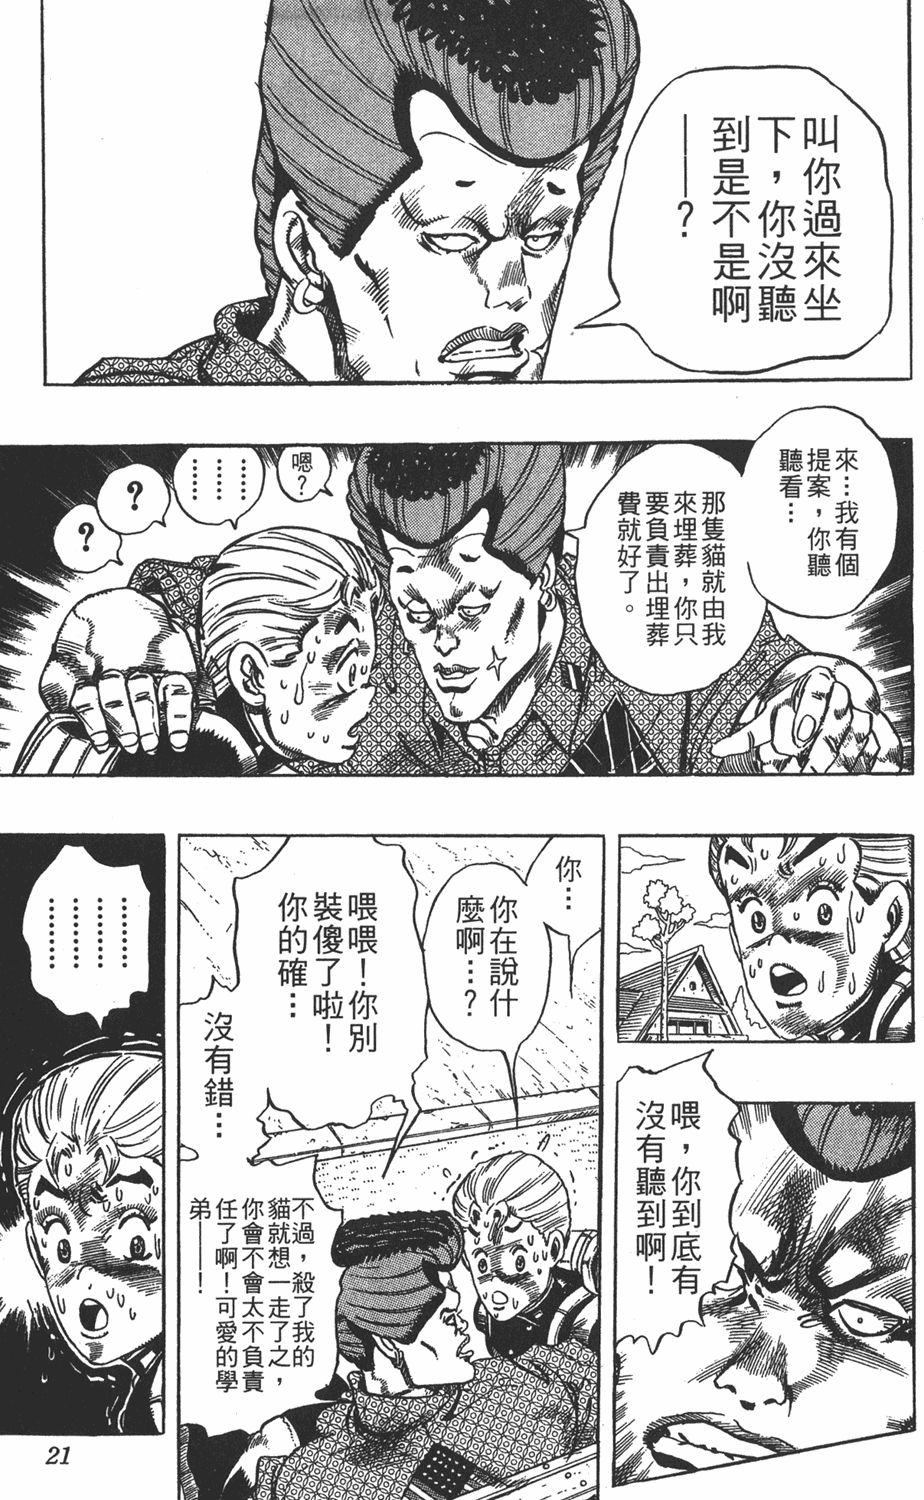 叫你過來坐
下，你沒聽
到是不是啊
——？
來…我有個
提案，你聽
聽看…
那隻貓就由我
來埋葬，你只
要負責出埋葬
費就好了。
嗯？
…………
？
？
喂，你到底有
沒有聽到啊！
你…
你在說什
麼啊…？
喂喂！你別
裝傻了啦！
你的確…
沒有錯…
不過，殺了我的
貓就想一走了之，
你會不會太不負責
任了啊！可愛的學
弟——！
…………
21